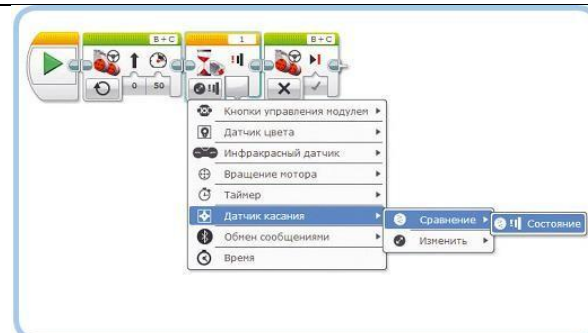 B + C
1
B + C
0 50
Кнопки управления модулем
Датчик цвета
Инфракрасный датчик
Вращение мотора
Таймер
Датчик касания
Сравнение
Состояние
Обмен сообщениями
Изменить
Время